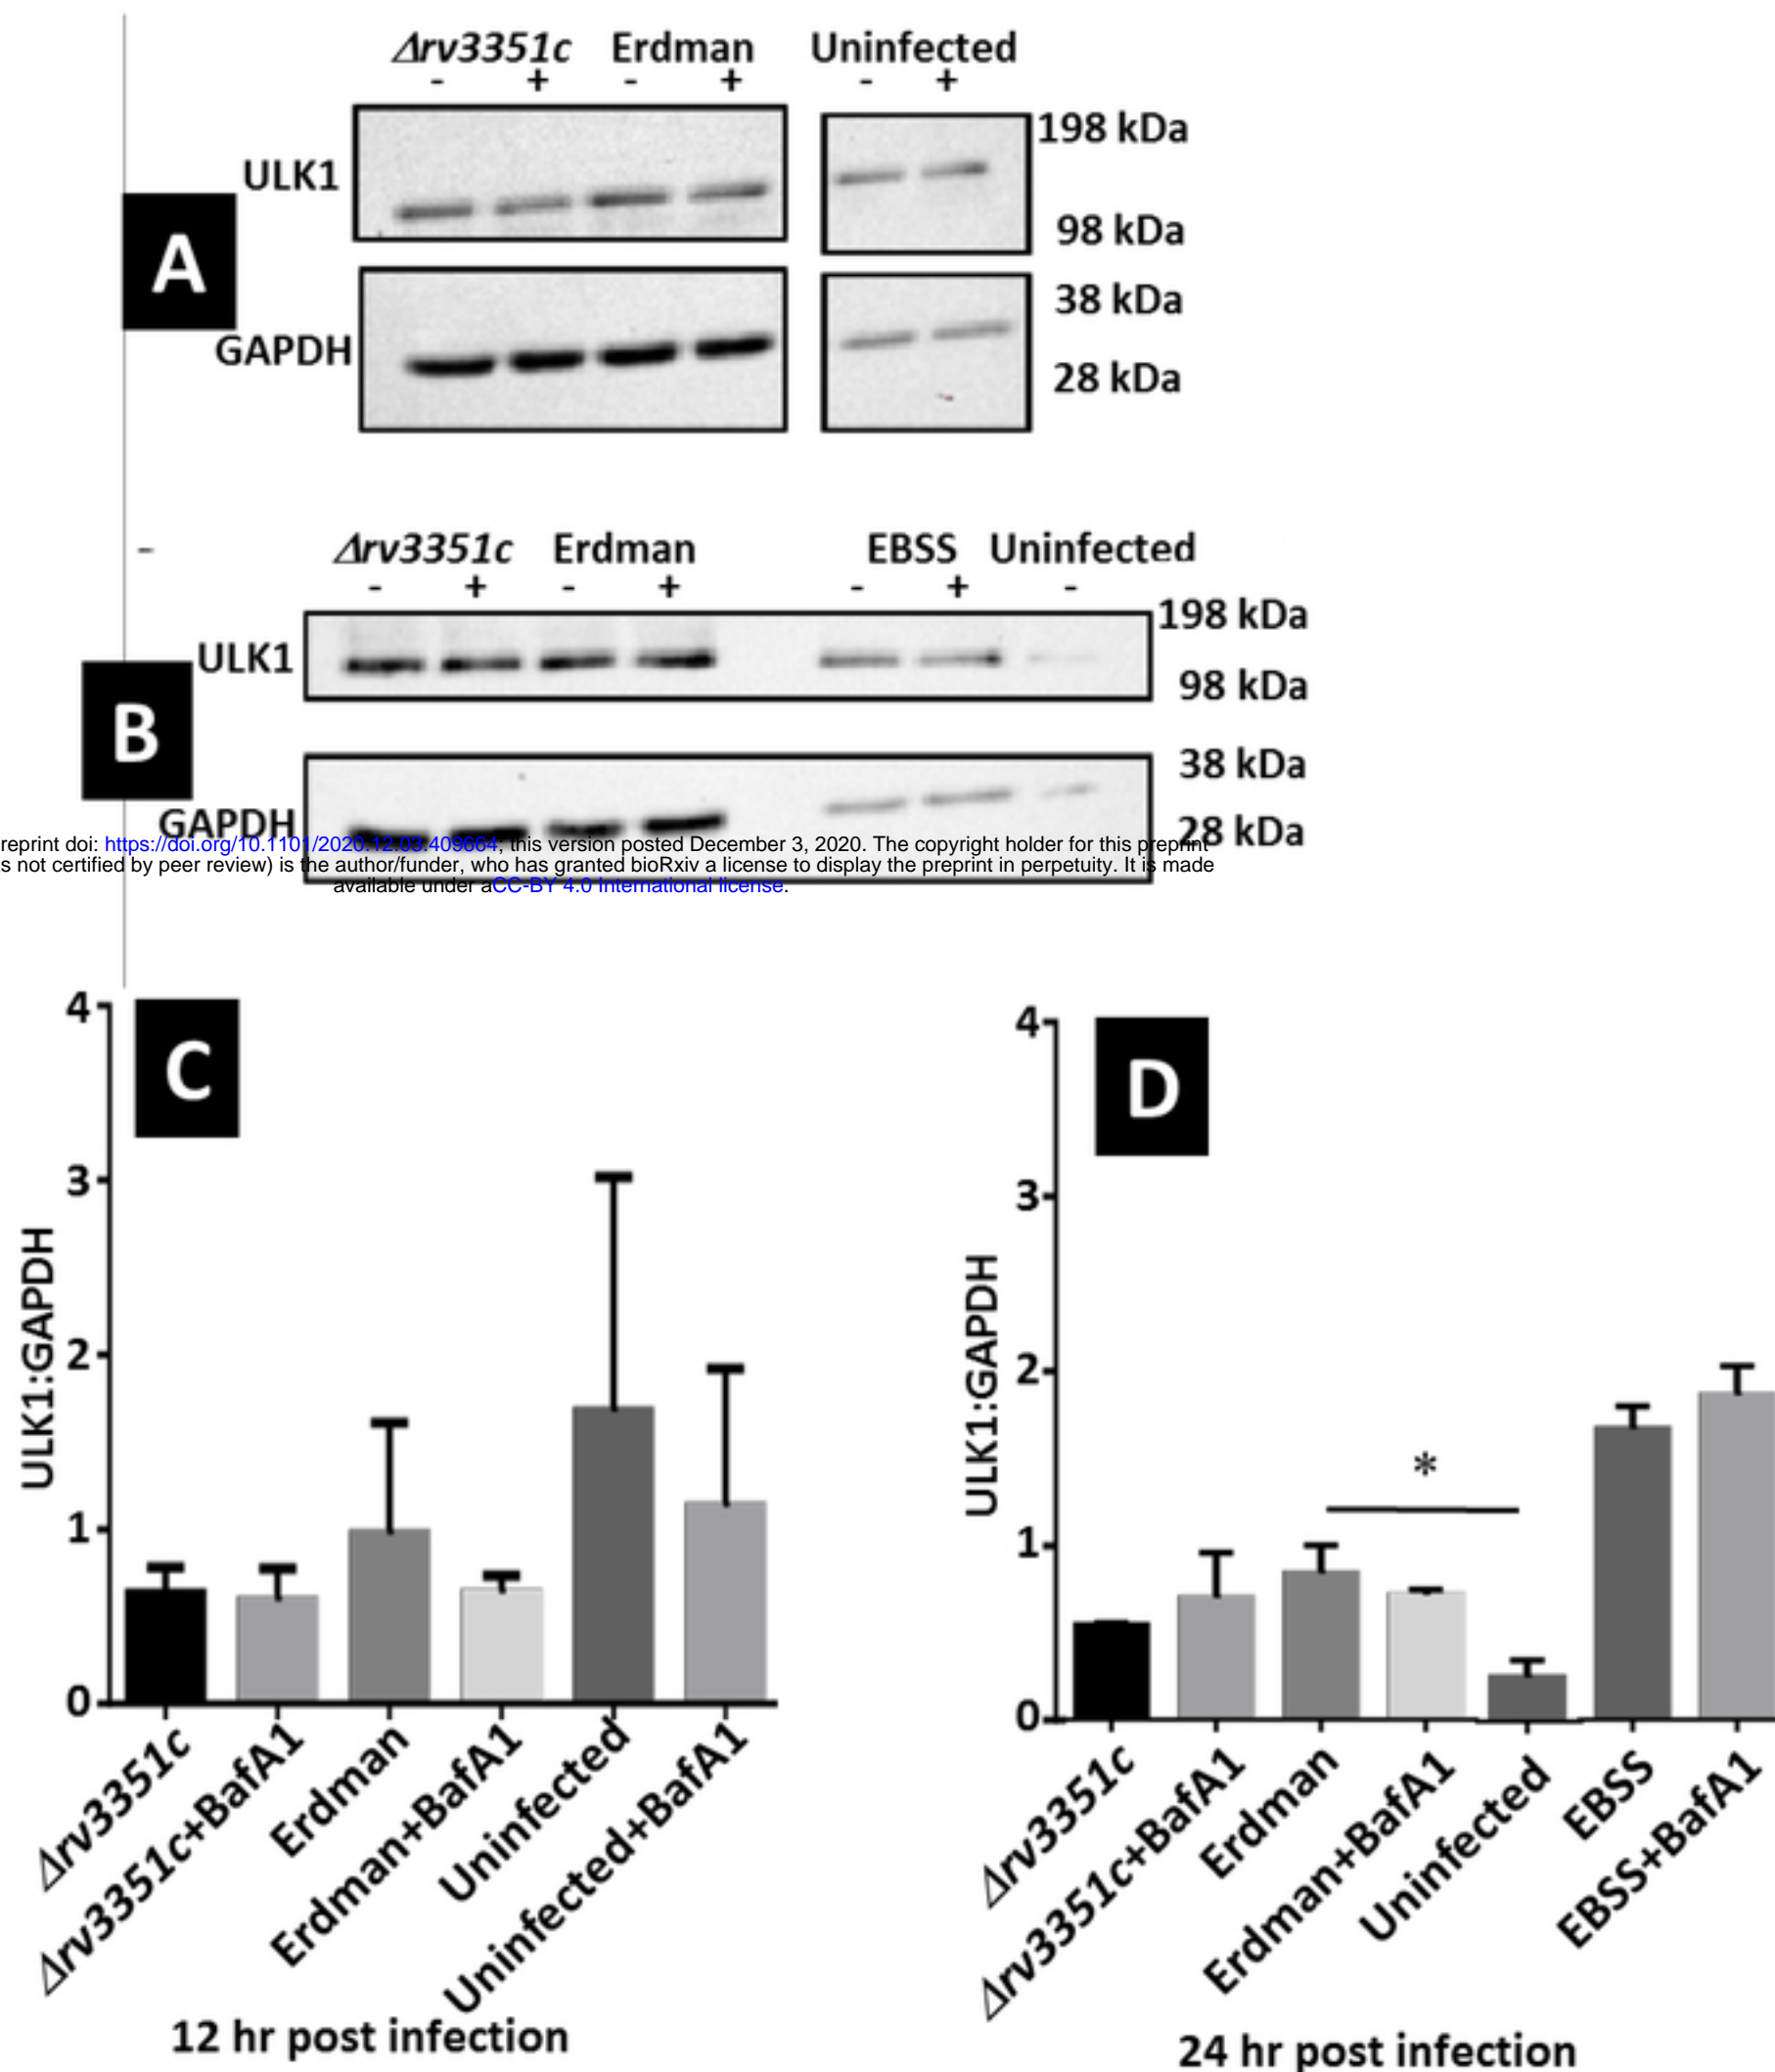 Δrv3351c Erdman Uninfected
- + - + - +
198 kDa
ULK1
98 kDa
A
38 kDa
GAPDH
28 kDa
Δrv3351c Erdman EBSS Uninfected
- + - + - + -
198 kDa
ULK1
98 kDa
B
38 kDa
GAPDH
28 kDa
reprint doi: https://doi.org/10.1101/2020.12.03.409664; this version posted December 3, 2020. The copyright holder for this preprint
s not certified by peer review) is the author/funder, who has granted bioRxiv a license to display the preprint in perpetuity. It is made
available under aCC-BY 4.0 International license.
C
ULK1:GAPDH
4
3
2
1
0
Δrv3351c
Δrv3351c+BafA1
Erdman
Erdman+BafA1
Uninfected
Uninfected+BafA1
12 hr post infection
D
ULK1:GAPDH
4
3
2
1
0
*
Δrv3351c
Δrv3351c+BafA1
Erdman
Erdman+BafA1
Uninfected
EBSS
EBSS+BafA1
24 hr post infection